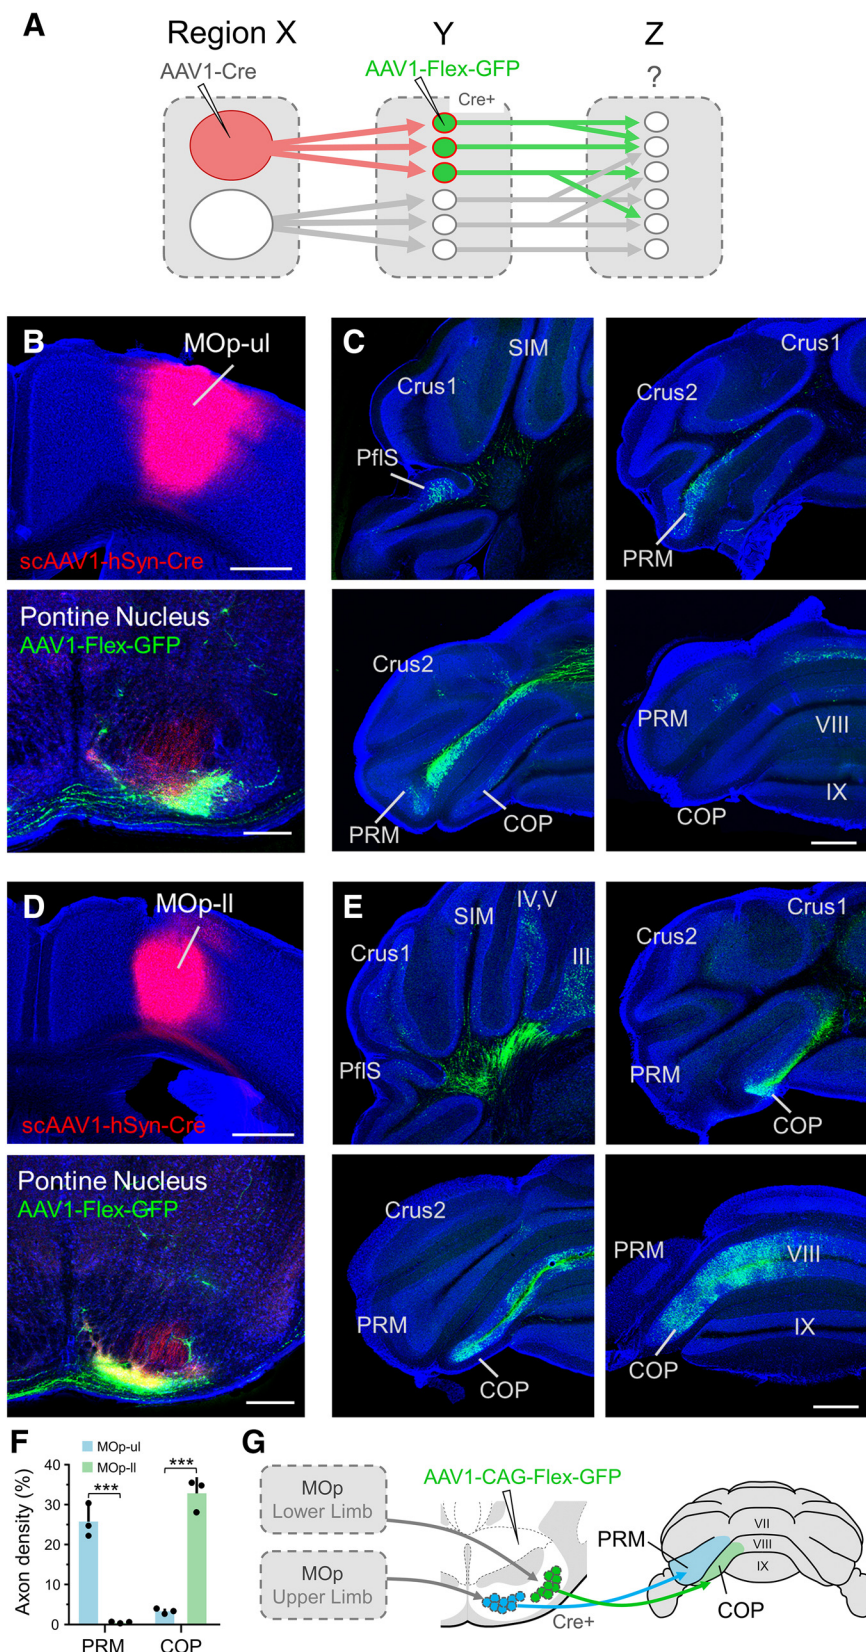 A
Region X
Y
Z
AAV1-Cre
AAV1-Flex-GFP
?
Cre+
B
MOp-ul
scAAV1-hSyn-Cre
Pontine Nucleus
AAV1-Flex-GFP
C
SIM
Crus1
PflS
Crus1
Crus2
PRM
Crus2
PRM
COP
PRM
VIII
IX
COP
D
MOp-ll
scAAV1-hSyn-Cre
Pontine Nucleus
AAV1-Flex-GFP
E
IV,V
SIM
Crus1
III
PflS
Crus1
Crus2
PRM
COP
Crus2
PRM
COP
PRM
VIII
IX
COP
F
MOp-ul
MOp-ll
Axon density (%)
40
30
20
10
0
***
***
PRM
COP
G
MOp
Lower Limb
MOp
Upper Limb
AAV1-CAG-Flex-GFP
Cre+
PRM
VII
VIII
IX
COP